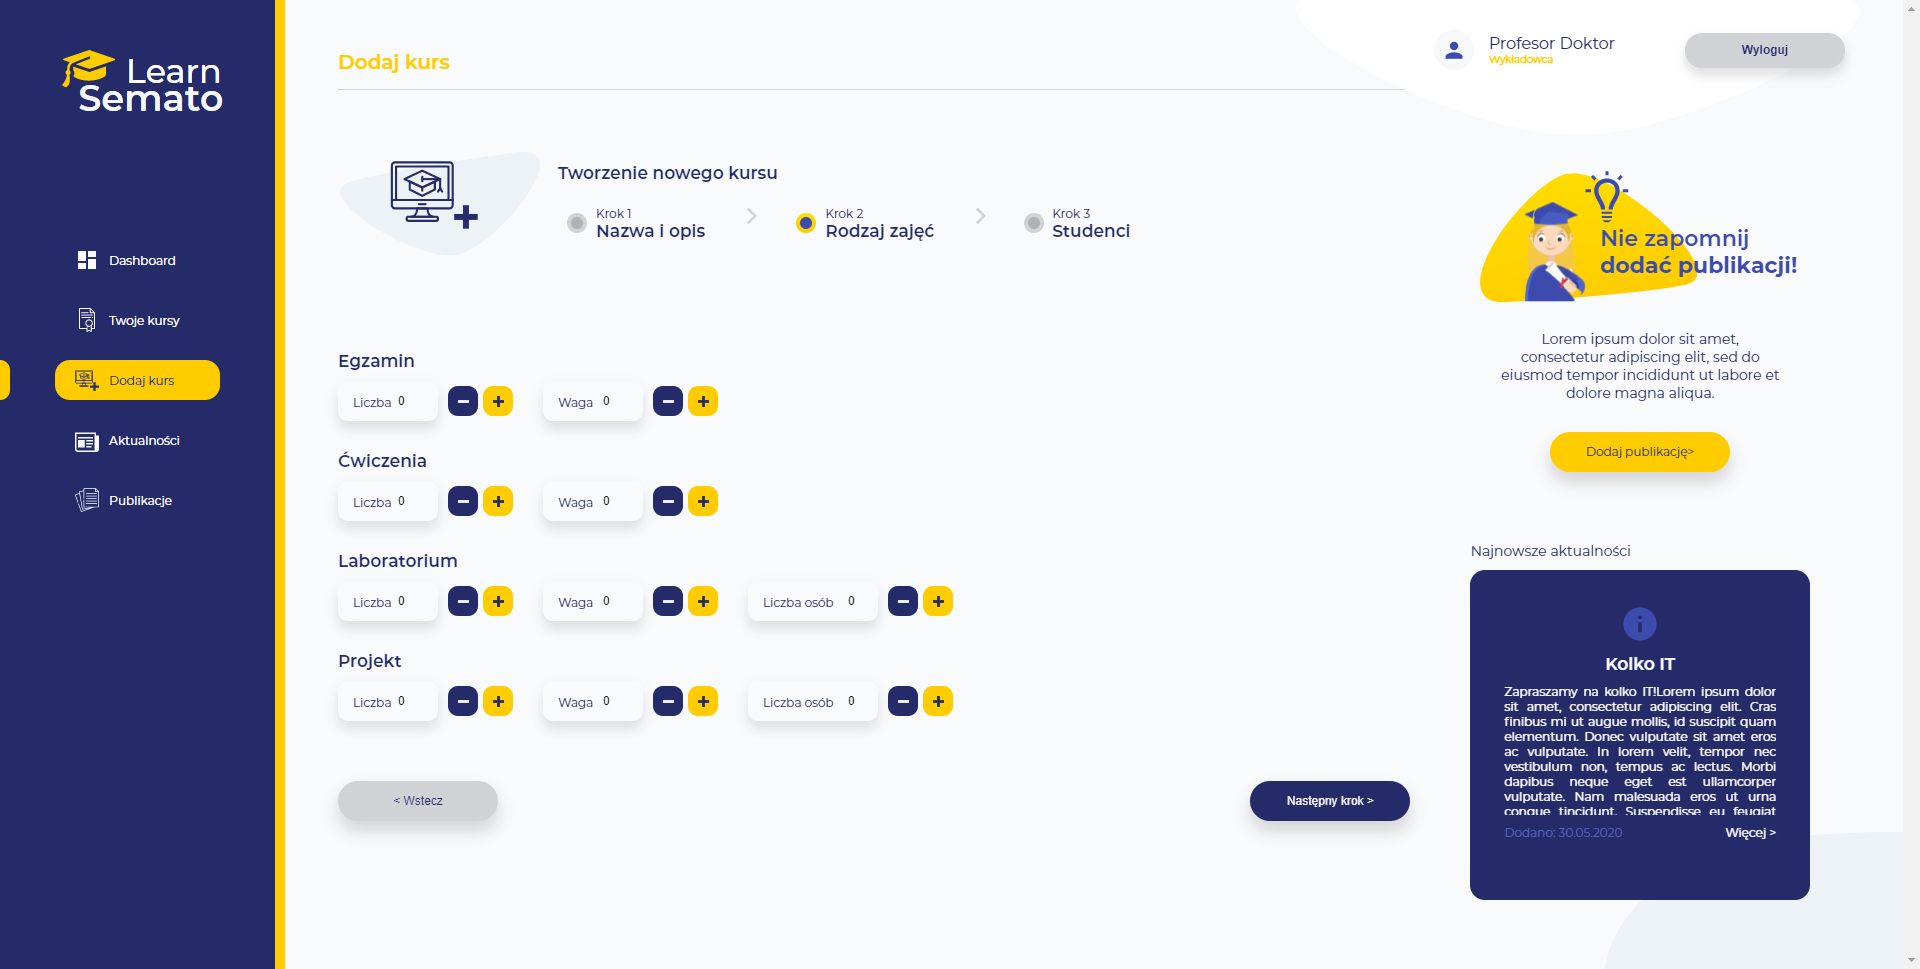 Learn
Semato
Dashboard
Twoje kursy
Dodaj kurs
Aktualności
Publikacje
Dodaj kurs
Profesor Doktor
Wykładowca
Wyloguj
Tworzenie nowego kursu
Krok 1
Nazwa i opis
Krok 2
Rodzaj zajęć
Krok 3
Studenci
Egzamin
Liczba 0 Waga 0
Ćwiczenia
Liczba 0 Waga 0
Laboratorium
Liczba 0 Waga 0 Liczba osób 0
Projekt
Liczba 0 Waga 0 Liczba osób 0
< Wstecz
Następny krok >
Nie zapomnij
dodać publikacji!
Lorem ipsum dolor sit amet,
consectetur adipiscing elit, sed do
eiusmod tempor incididunt ut labore et
dolore magna aliqua.
Dodaj publikację>
Najnowsze aktualności
Kolko IT
Zapraszamy na kolko IT!Lorem ipsum dolor
sit amet, consectetur adipiscing elit. Cras
finibus mi ut augue mollis, id suscipit quam
elementum. Donec vulputate sit amet eros
ac vulputate. In lorem velit, tempor nec
vestibulum non, tempus ac lectus. Morbi
dapibus neque eget est ullamcorper
vulputate. Nam malesuada eros ut urna
congue tincidunt. Suspendisse eu feugiat
Dodano: 30.05.2020
Więcej >